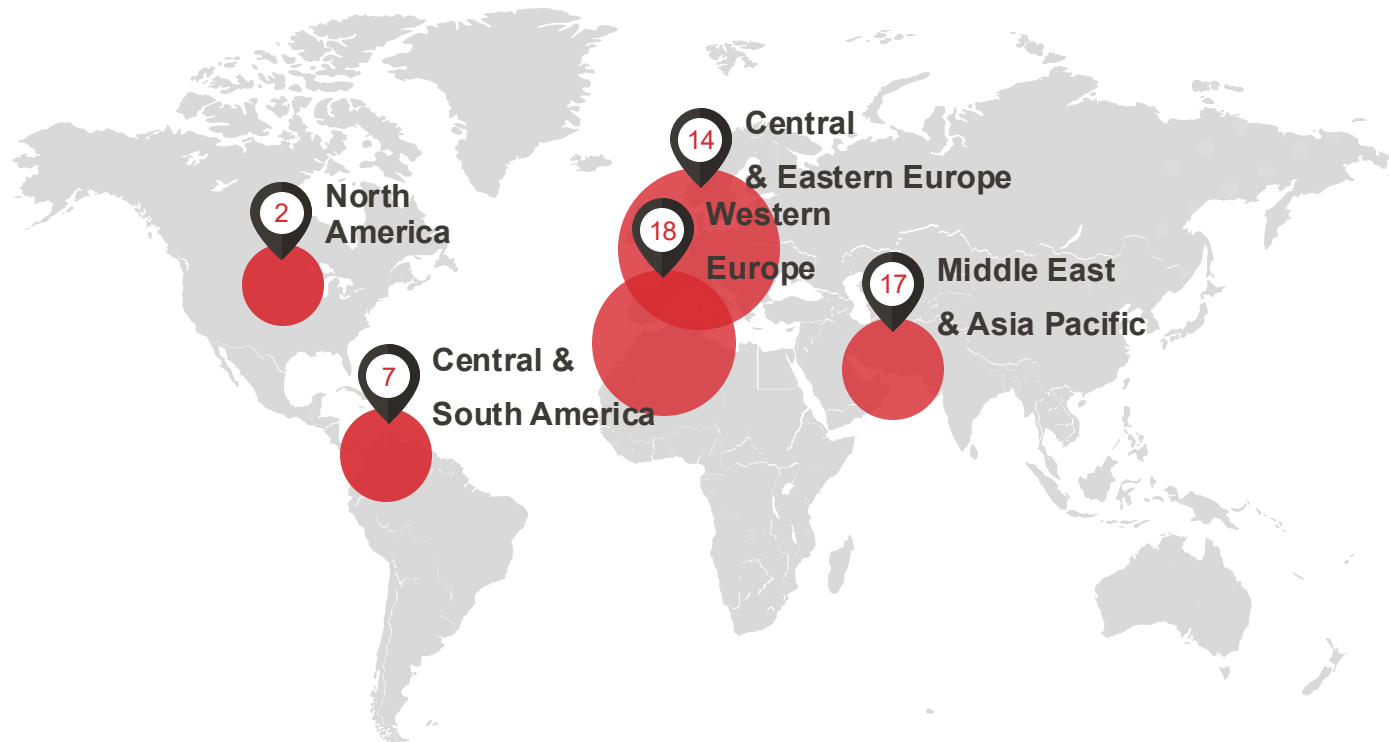 14
Central
& Eastern Europe
2
North
America
18
Western
Europe
17
Middle East
& Asia Pacific
7
Central &
South America